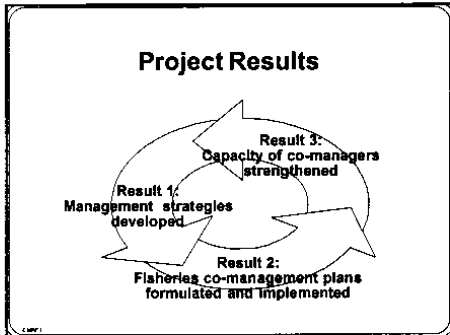 Project Results
Result 3:
Capacity of co-managers
strengthened
Result 1:
Management strategies
developed
Result 2:
Fisheries co-management plans
formulated and implemented